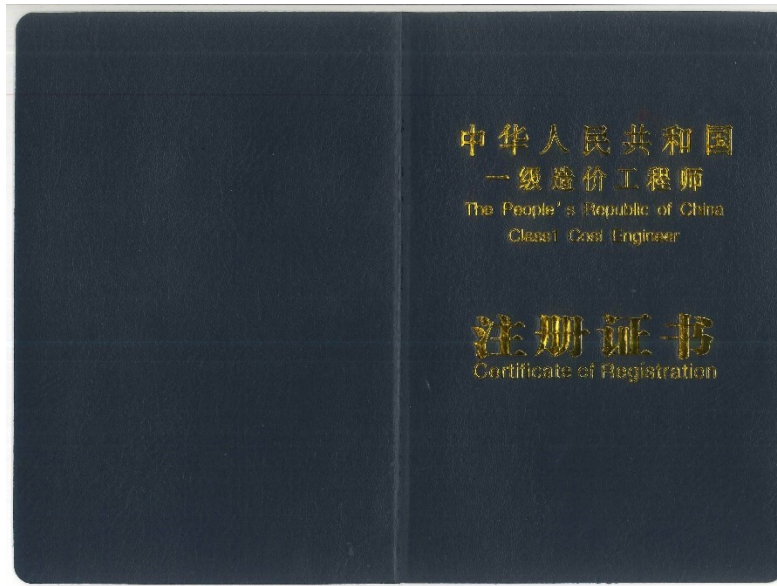 中华人民共和国
一级造价工程师
The People's Republic of China
Class1 Cost Engineer
注册证书
Certificate of Registration